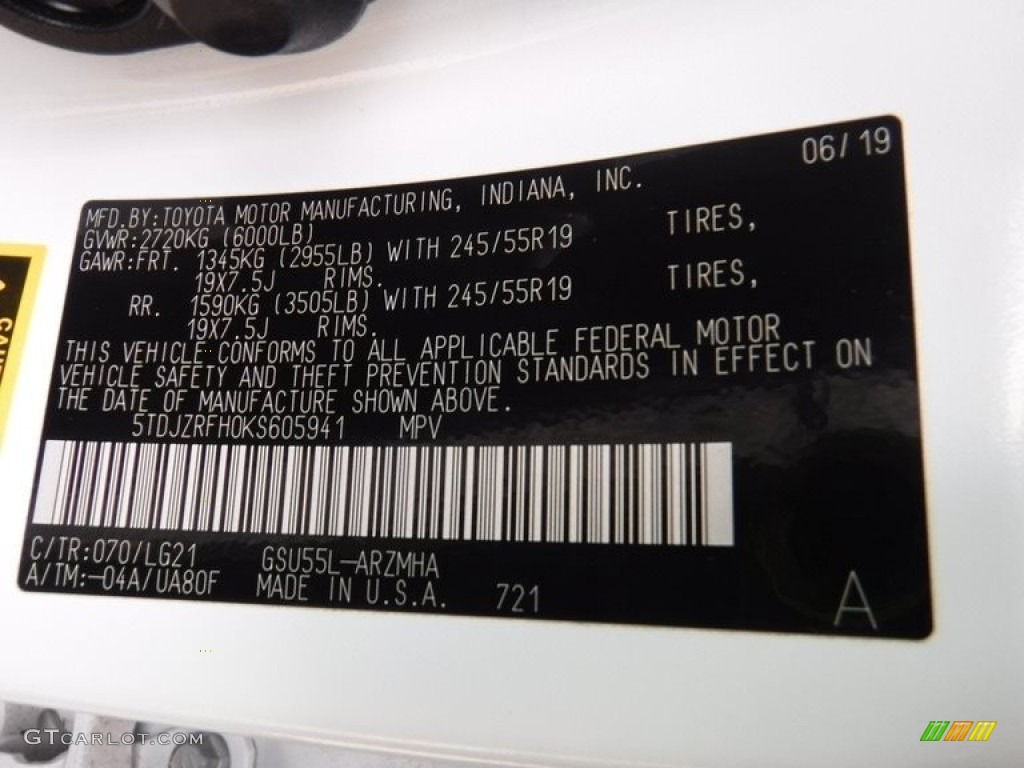 06/19
MFD.BY:TOYOTA MOTOR MANUFACTURING, INDIANA, INC.
GVWR:2720KG (6000LB)
GAWR:FRT. 1345KG (2955LB) WITH 245/55R19 TIRES,
19X7.5J RIMS.
RR. 1590KG (3505LB) WITH 245/55R19 TIRES,
19X7.5J RIMS.
THIS VEHICLE CONFORMS TO ALL APPLICABLE FEDERAL MOTOR
VEHICLE SAFETY AND THEFT PREVENTION STANDARDS IN EFFECT ON
THE DATE OF MANUFACTURE SHOWN ABOVE.
5TDJZRFH0KS605941 MPV
C/TR:070/LG21 GSU55L-ARZMHA
A/TM:-04A/UA80F MADE IN U.S.A. 721
A
GTCARLOT.COM